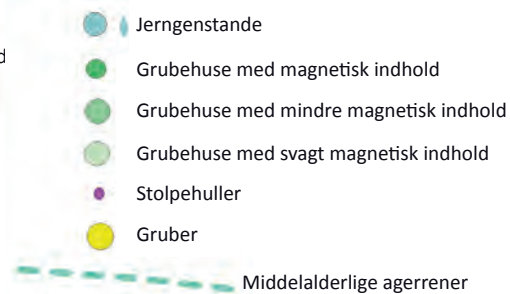 Jerngenstande
d
Grubehuse med magnetisk indhold
Grubehuse med mindre magnetisk indhold
Grubehuse med svagt magnetisk indhold
Stolpehuller
Gruber
Middelalderlige agerrener